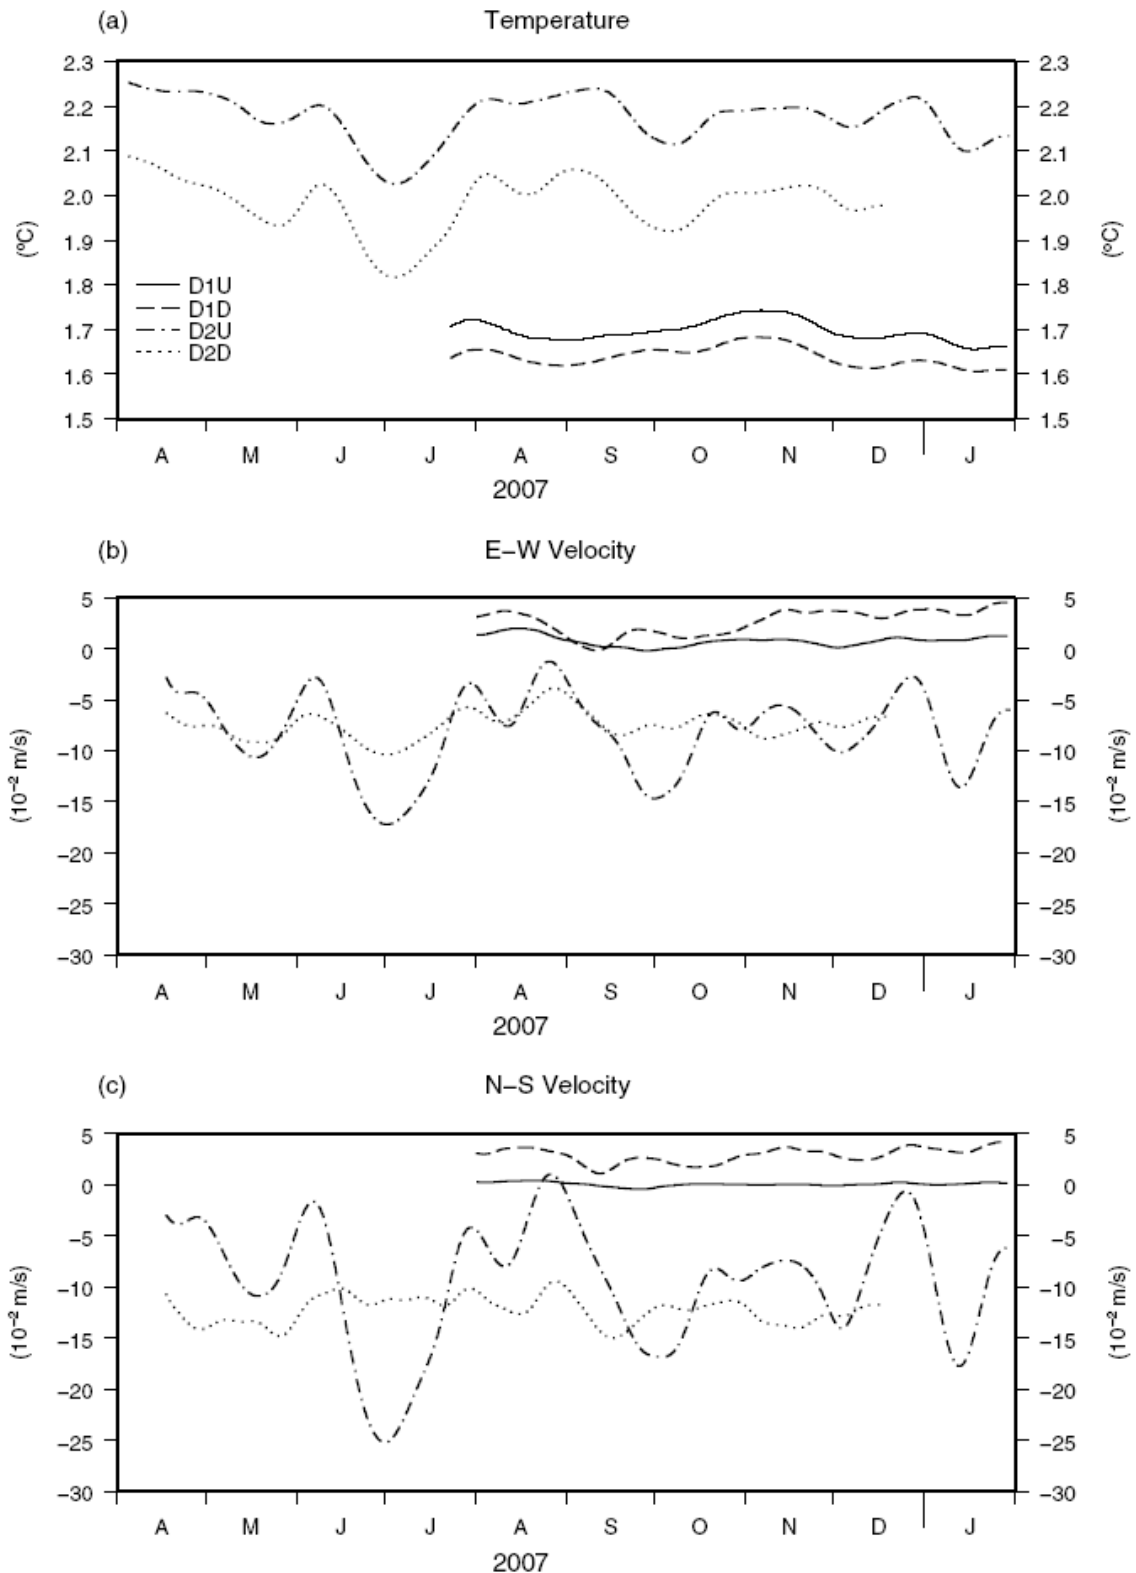 (a) Temperature
2.3 2.3
2.2 2.2
2.1 2.1
2.0 2.0
(ºC) 1.9 1.9 (ºC)
1.8 1.8
D1U
D1D
1.7 D2U 1.7
D2D
1.6 1.6
1.5 1.5
A M J J A S O N D J
2007
(b) E–W Velocity
5 5
0 0
−5 −5
−10 −10
(10⁻² m/s) −15 −15 (10⁻² m/s)
−20 −20
−25 −25
−30 −30
A M J J A S O N D J
2007
(c) N–S Velocity
5 5
0 0
−5 −5
−10 −10
(10⁻² m/s) −15 −15 (10⁻² m/s)
−20 −20
−25 −25
−30 −30
A M J J A S O N D J
2007